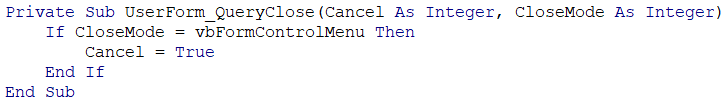 Private Sub UserForm_QueryClose(Cancel As Integer, CloseMode As Integer)
    If CloseMode = vbFormControlMenu Then
        Cancel = True
    End If
End Sub